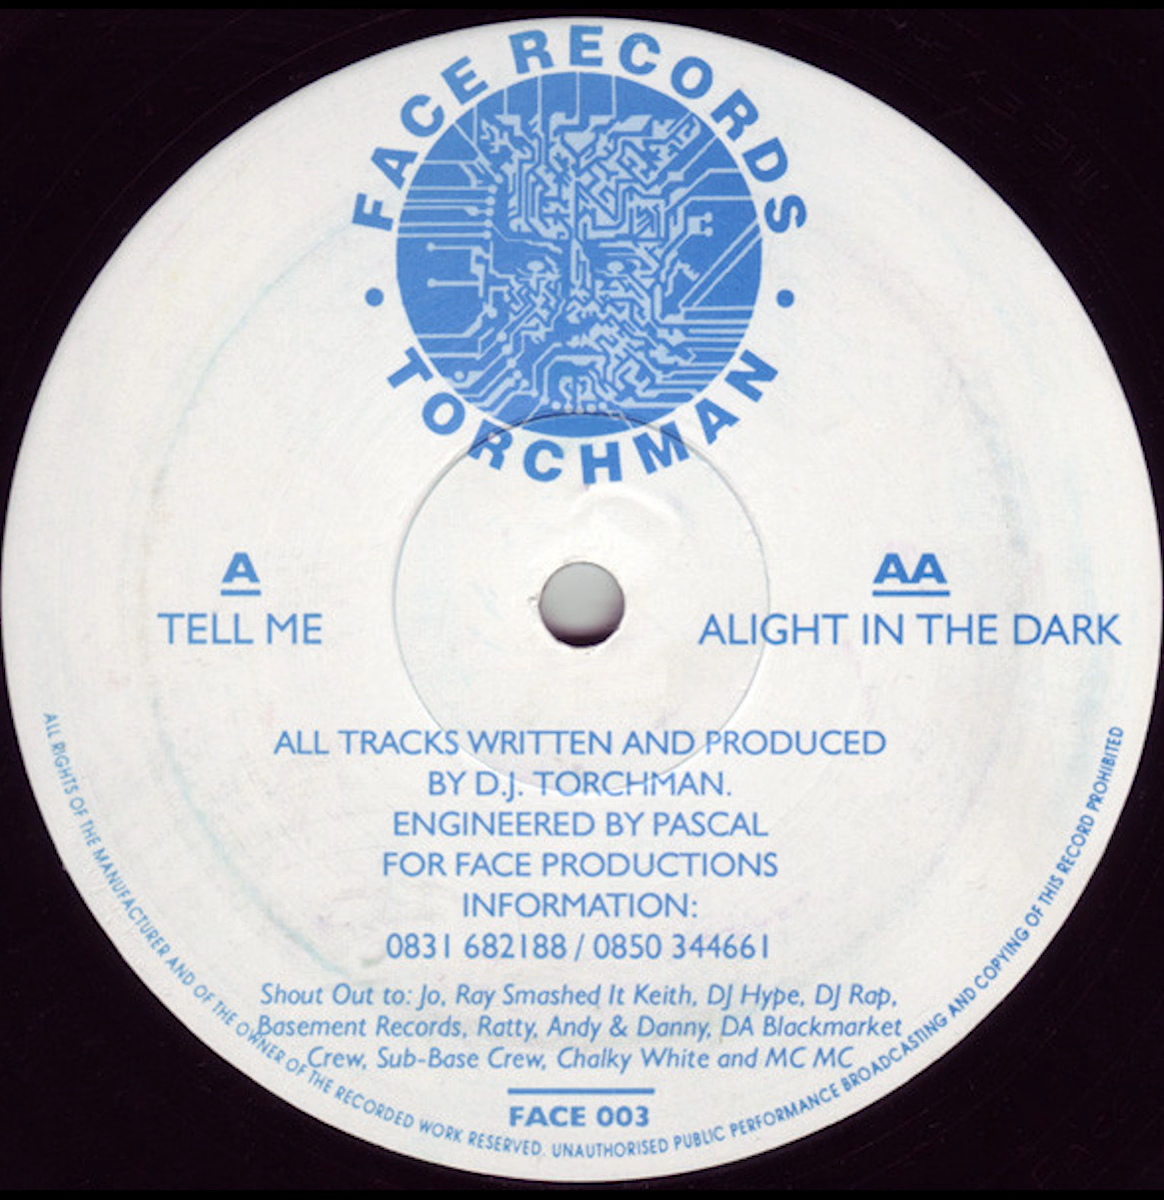 FACE RECORDS
• TORCHMAN •
A
TELL ME
AA
ALIGHT IN THE DARK
ALL TRACKS WRITTEN AND PRODUCED
BY D.J. TORCHMAN.
ENGINEERED BY PASCAL
FOR FACE PRODUCTIONS
INFORMATION:
0831 682188 / 0850 344661
Shout Out to: Jo, Ray Smashed It Keith, DJ Hype, DJ Rap,
Basement Records, Ratty, Andy & Danny, DA Blackmarket
Crew, Sub-Base Crew, Chalky White and MC MC
FACE 003
ALL RIGHTS OF THE MANUFACTURER AND OF THE OWNER OF THE RECORDED WORK RESERVED. UNAUTHORISED PUBLIC PERFORMANCE BROADCASTING AND COPYING OF THIS RECORD PROHIBITED